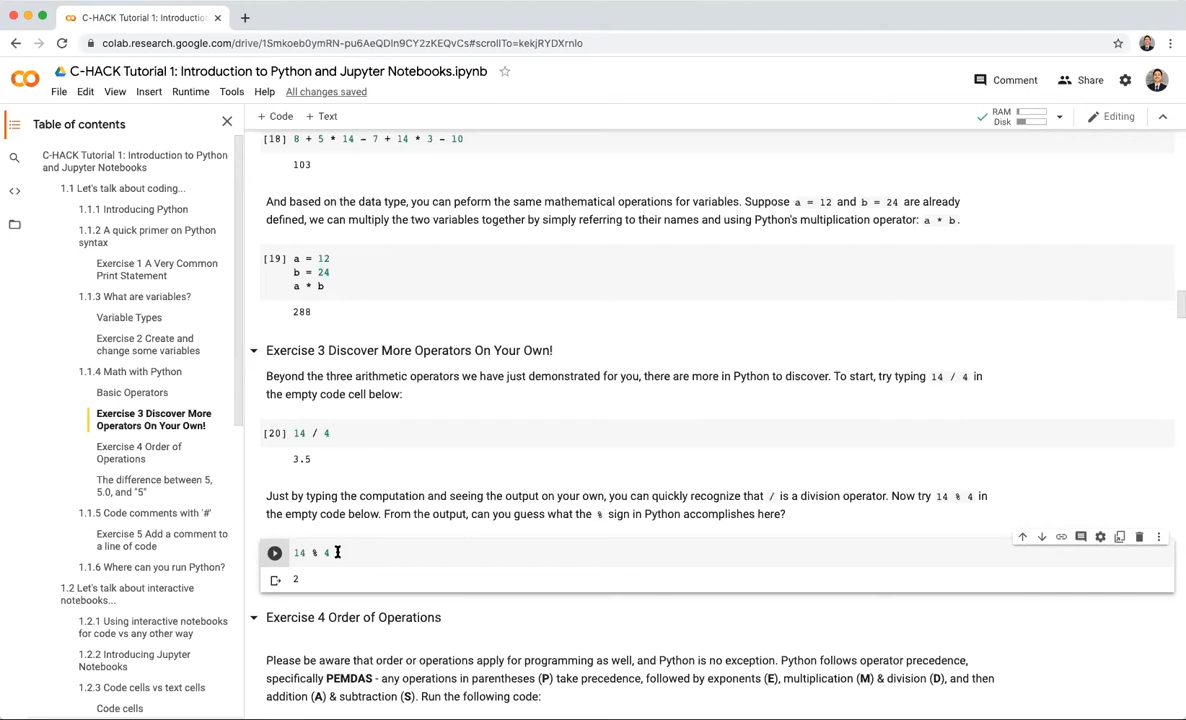 C-HACK Tutorial 1: Introduction
colab.research.google.com/drive/1Smkoeb0ymRN-pu6AeQDln9CY2zKEQvCs#scrollTo=kekjRYDXrnlo
C-HACK Tutorial 1: Introduction to Python and Jupyter Notebooks.ipynb
Comment
Share
File Edit View Insert Runtime Tools Help All changes saved
Table of contents
C-HACK Tutorial 1: Introduction to Python
and Jupyter Notebooks
1.1 Let's talk about coding...
1.1.1 Introducing Python
1.1.2 A quick primer on Python
syntax
Exercise 1 A Very Common
Print Statement
1.1.3 What are variables?
Variable Types
Exercise 2 Create and
change some variables
1.1.4 Math with Python
Basic Operators
Exercise 3 Discover More
Operators On Your Own!
Exercise 4 Order of
Operations
The difference between 5,
5.0, and "5"
1.1.5 Code comments with '#'
Exercise 5 Add a comment to
a line of code
1.1.6 Where can you run Python?
1.2 Let's talk about interactive
notebooks...
1.2.1 Using interactive notebooks
for code vs any other way
1.2.2 Introducing Jupyter
Notebooks
1.2.3 Code cells vs text cells
Code cells
+ Code + Text
RAM
Disk
Editing
[18] 8 + 5 * 14 - 7 + 14 * 3 - 10
103
And based on the data type, you can peform the same mathematical operations for variables. Suppose a = 12 and b = 24 are already
defined, we can multiply the two variables together by simply referring to their names and using Python's multiplication operator: a * b.
[19] a = 12
b = 24
a * b
288
Exercise 3 Discover More Operators On Your Own!
Beyond the three arithmetic operators we have just demonstrated for you, there are more in Python to discover. To start, try typing 14 / 4 in
the empty code cell below:
[20] 14 / 4
3.5
Just by typing the computation and seeing the output on your own, you can quickly recognize that / is a division operator. Now try 14 % 4 in
the empty code below. From the output, can you guess what the % sign in Python accomplishes here?
14 % 4
2
Exercise 4 Order of Operations
Please be aware that order or operations apply for programming as well, and Python is no exception. Python follows operator precedence,
specifically PEMDAS - any operations in parentheses (P) take precedence, followed by exponents (E), multiplication (M) & division (D), and then
addition (A) & subtraction (S). Run the following code: